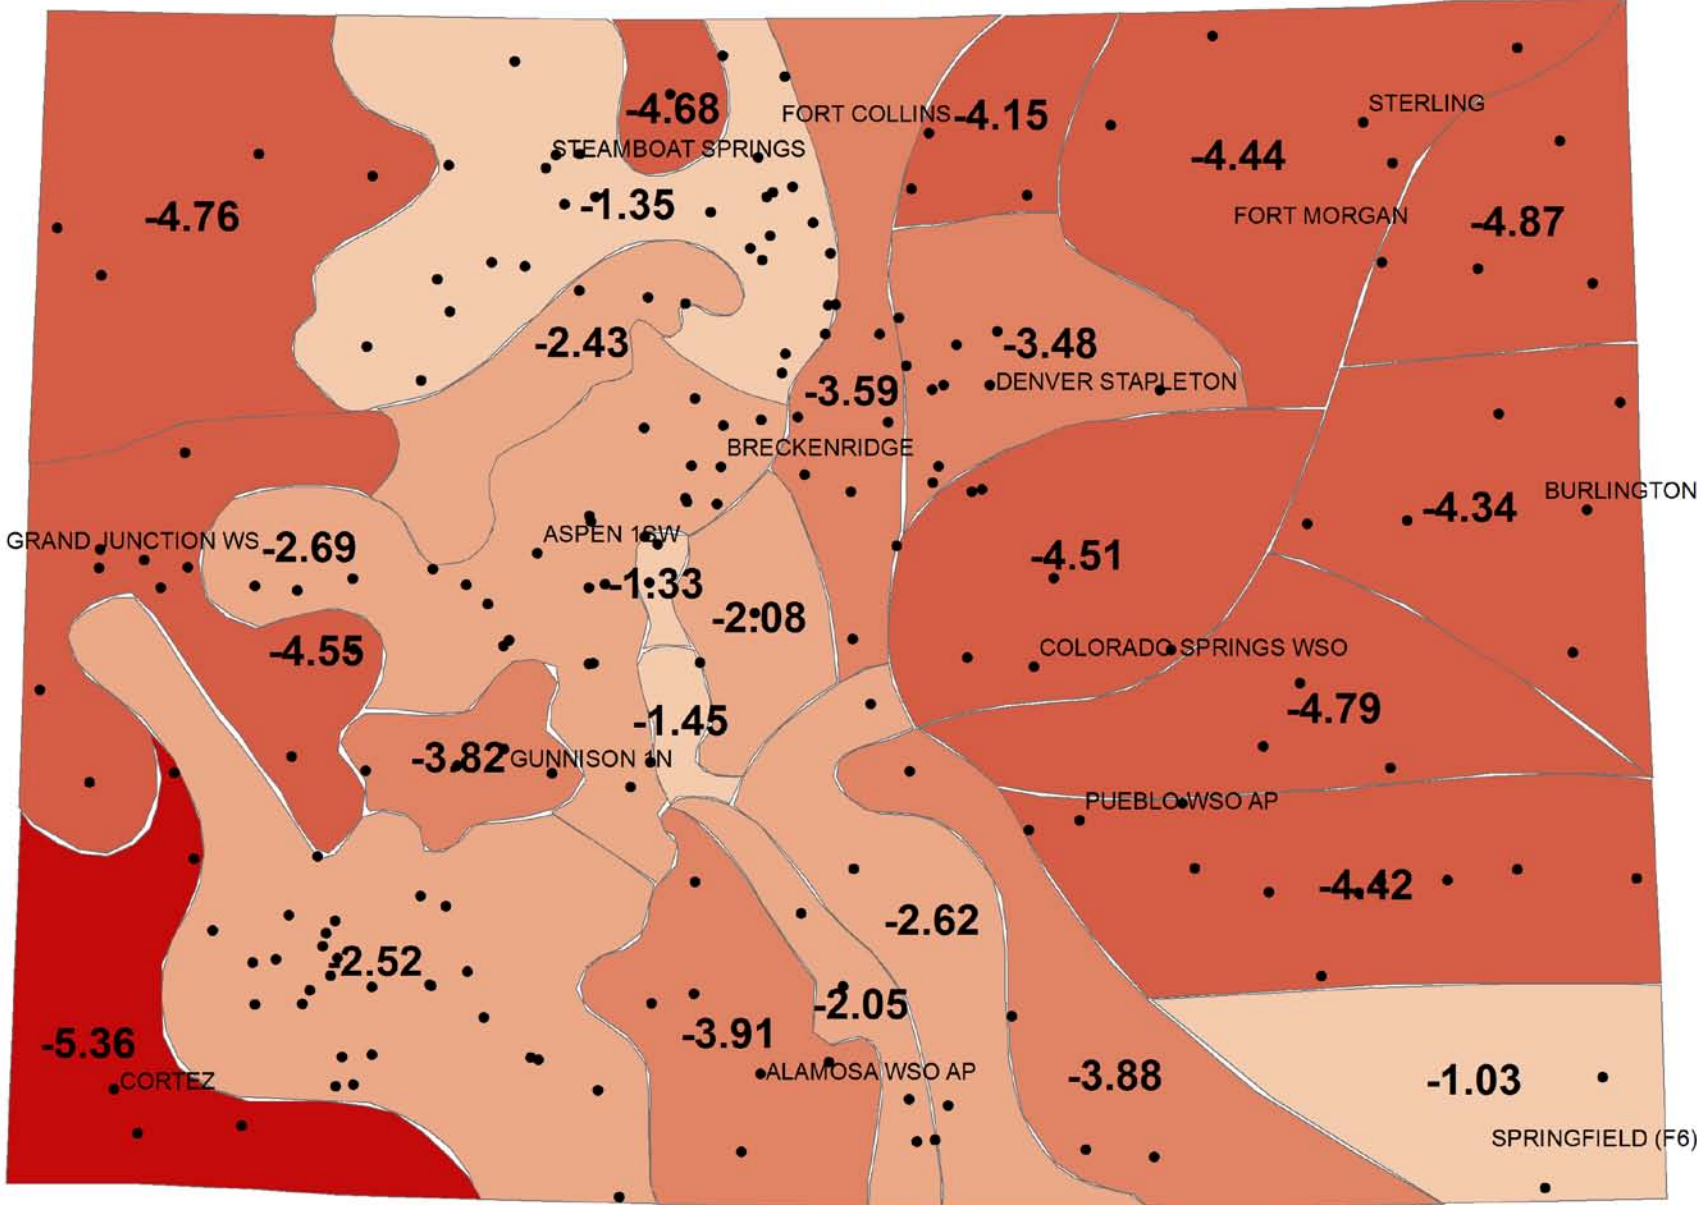 STERLING
-4.68
FORT COLLINS
-4.15
STEAMBOAT SPRINGS
-4.44
-4.76
-1.35
FORT MORGAN
-4.87
-2.43
-3.48
-3.59
DENVER STAPLETON
BRECKENRIDGE
BURLINGTON
-4.34
GRAND JUNCTION WS
-2.69
ASPEN 1SW
-4.51
-1.33
-2.08
-4.55
COLORADO SPRINGS WSO
-1.45
-4.79
-3.82
GUNNISON 1N
PUEBLO WSO AP
-4.42
-2.62
-2.52
-2.05
-5.36
-3.91
CORTEZ
ALAMOSA WSO AP
-3.88
-1.03
SPRINGFIELD (F6)